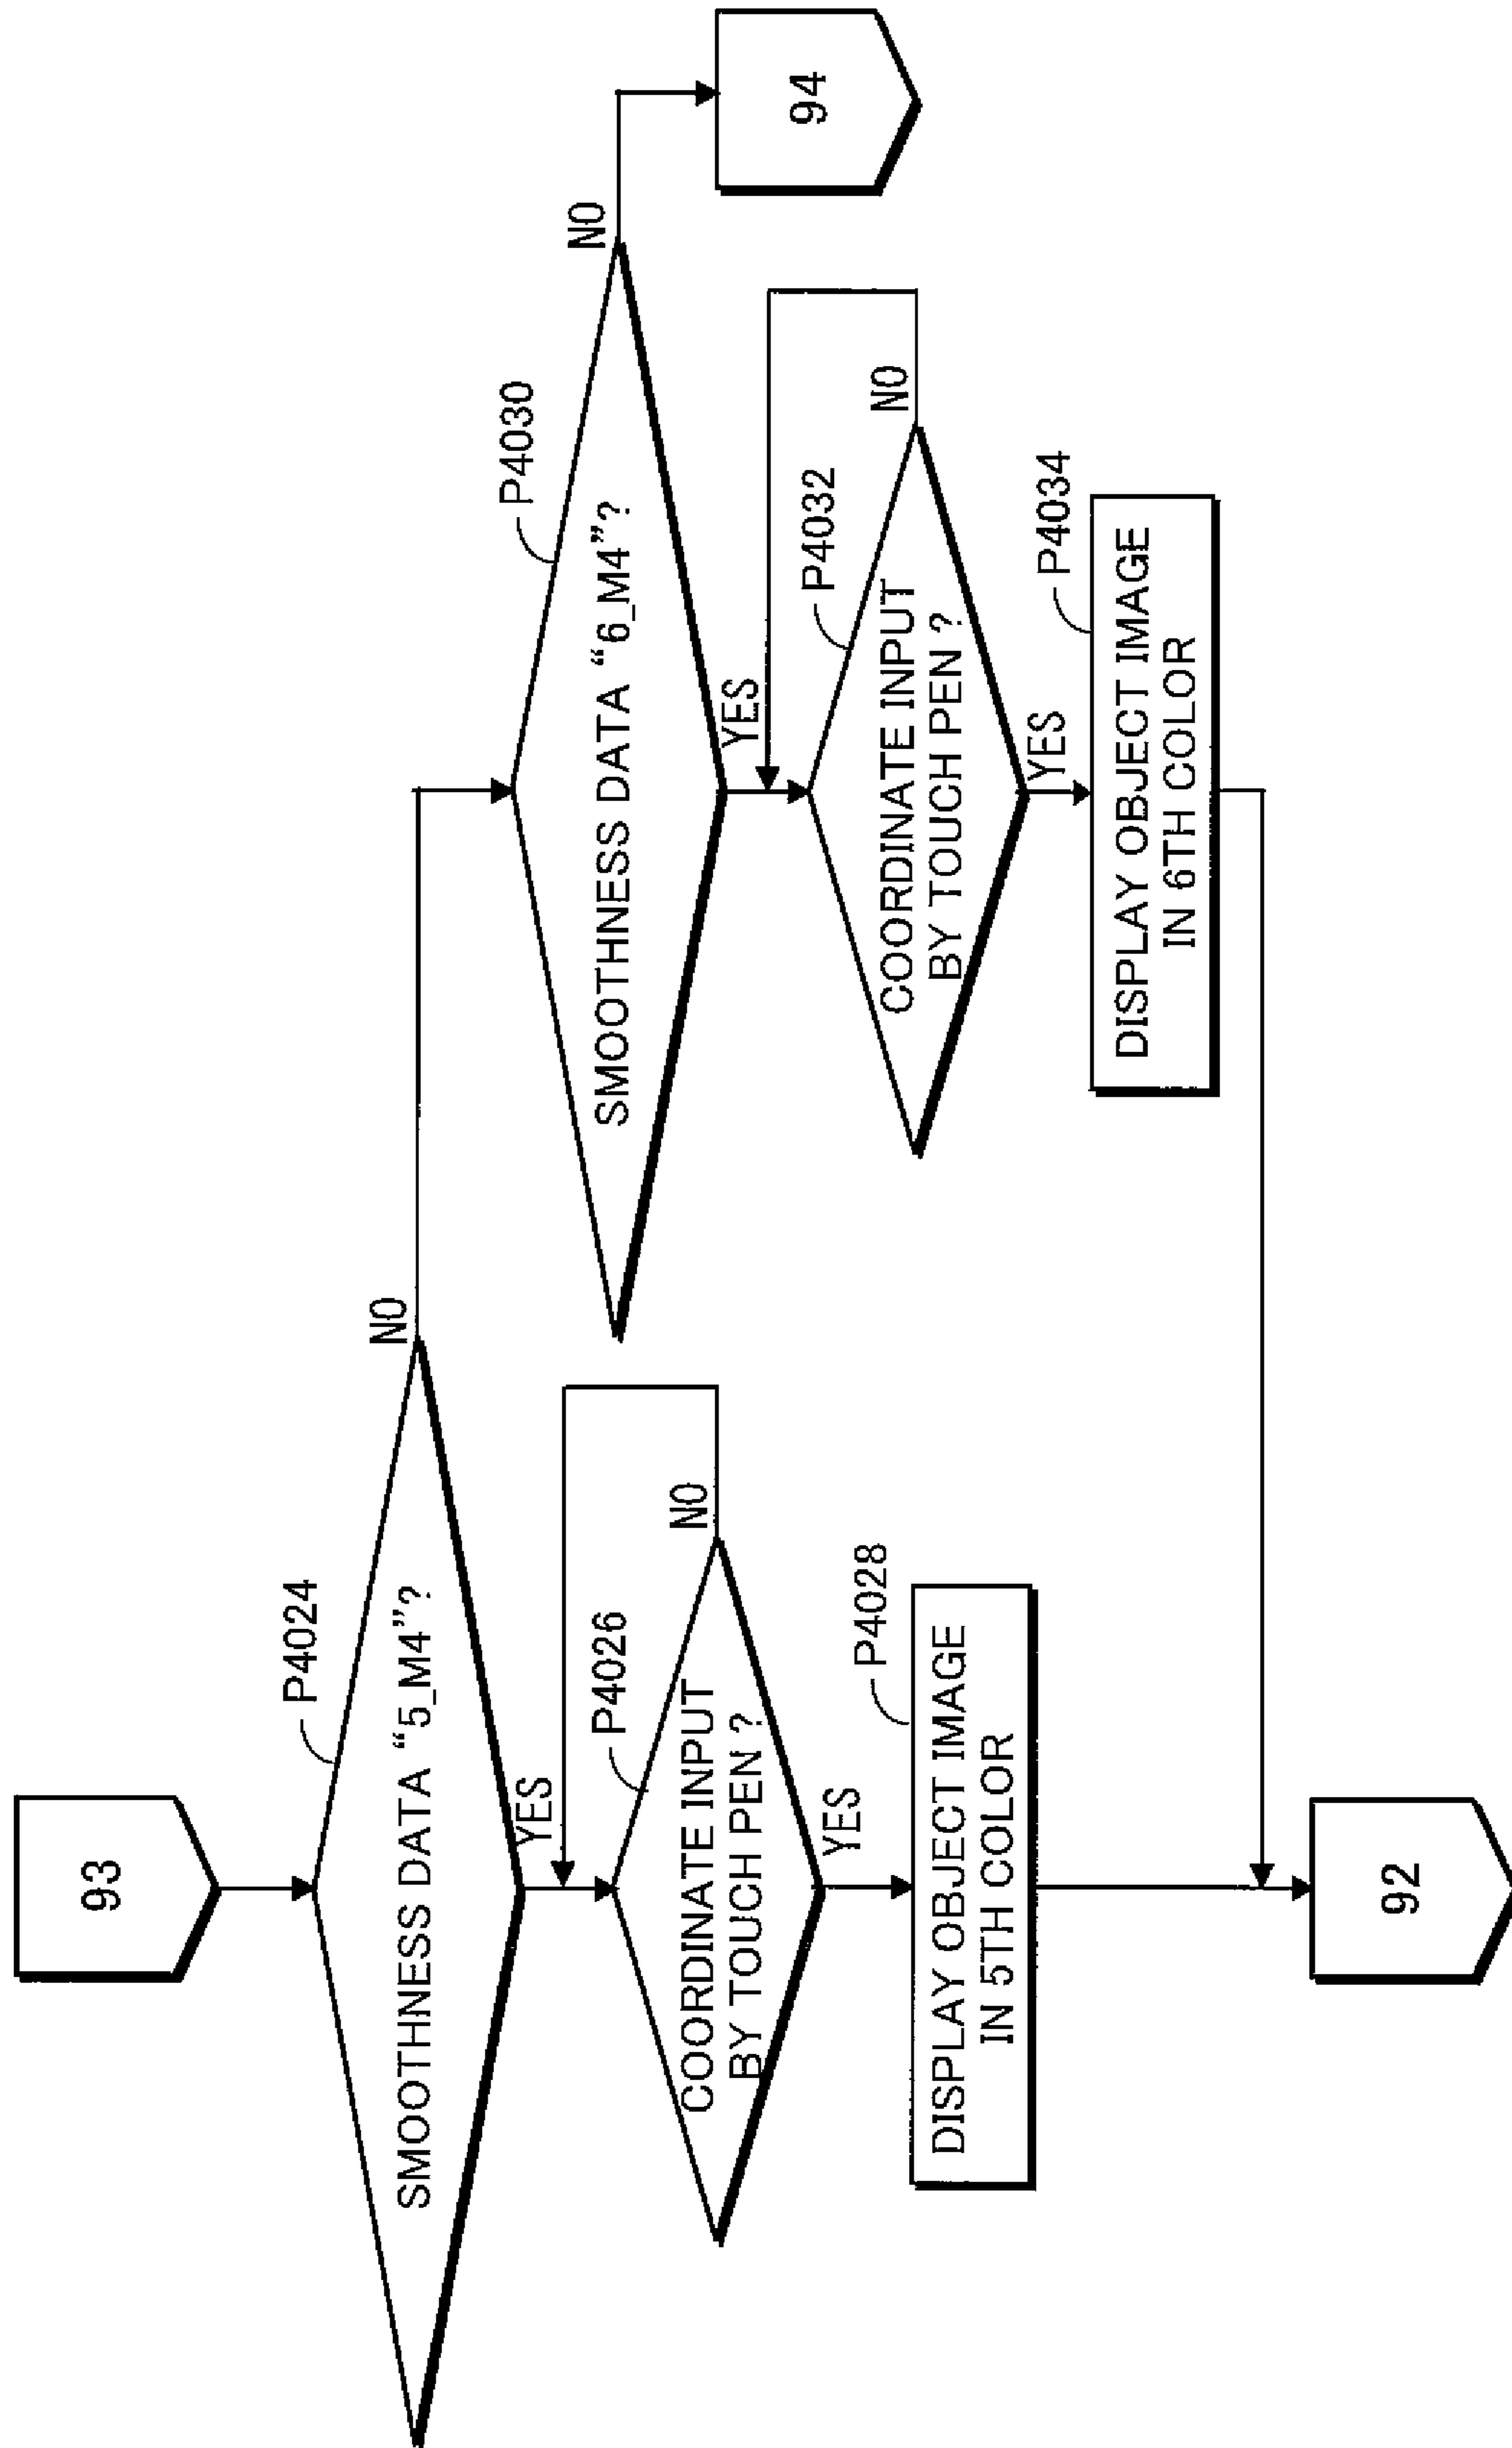 93
P4024
SMOOTHNESS DATA “5_M4”?
NO
YES
P4026
COORDINATE INPUT
BY TOUCH PEN ?
NO
YES
P4028
DISPLAY OBJECT IMAGE
IN 5TH COLOR
92
P4030
SMOOTHNESS DATA “6_M4”?
NO
YES
P4032
COORDINATE INPUT
BY TOUCH PEN ?
NO
YES
P4034
DISPLAY OBJECT IMAGE
IN 6TH COLOR
94